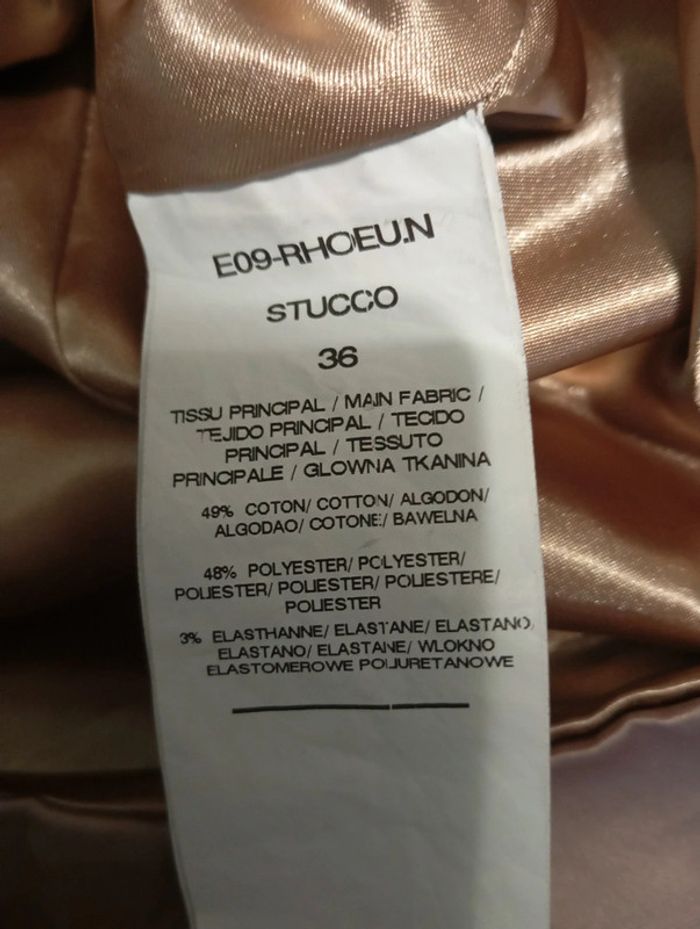 E09-RHOEU.N
STUCCO
36
TISSU PRINCIPAL / MAIN FABRIC /
TEJIDO PRINCIPAL / TECIDO
PRINCIPAL / TESSUTO
PRINCIPALE / GLOWNA TKANINA
49% COTON/ COTTON/ ALGODON/
ALGODAO/ COTONE/ BAWELNA
48% POLYESTER/ POLYESTER/
POLIESTER/ POLIESTER/ POLIESTERE/
POLIESTER
3% ELASTHANNE/ ELASTANE/ ELASTANO/
ELASTANO/ ELASTANE/ WLOKNO
ELASTOMEROWE POLIURETANOWE